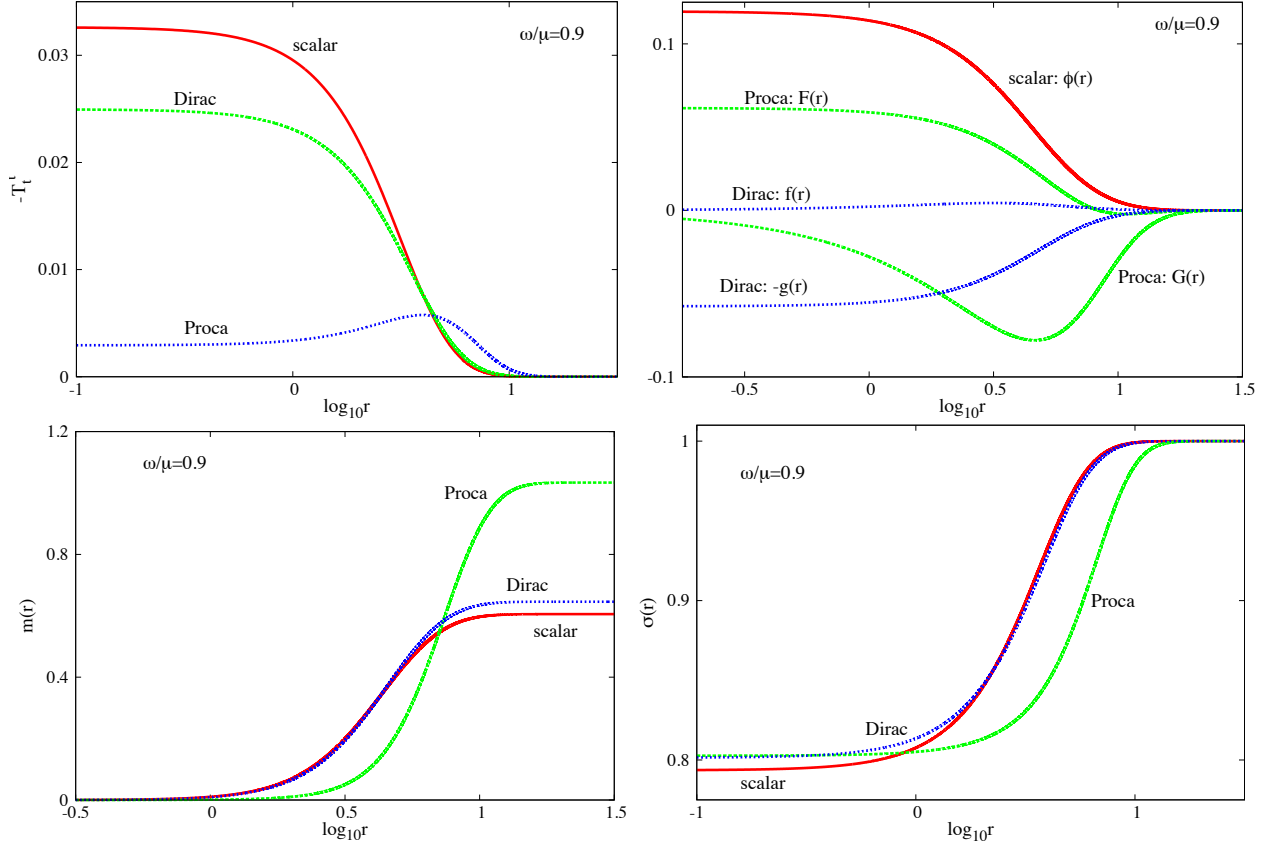 ω/μ=0.9
scalar
Dirac
Proca
-T_t^t
0.03
0.02
0.01
0
-1
0
1
log₁₀r
ω/μ=0.9
scalar: ϕ(r)
Proca: F(r)
Dirac: f(r)
Dirac: -g(r)
Proca: G(r)
0.1
0
-0.1
-0.5
0
0.5
1
1.5
log₁₀r
ω/μ=0.9
Proca
Dirac
scalar
m(r)
1.2
0.8
0.4
0
-0.5
0
0.5
1
1.5
log₁₀r
ω/μ=0.9
Proca
Dirac
scalar
σ(r)
1
0.9
0.8
-1
0
1
log₁₀r